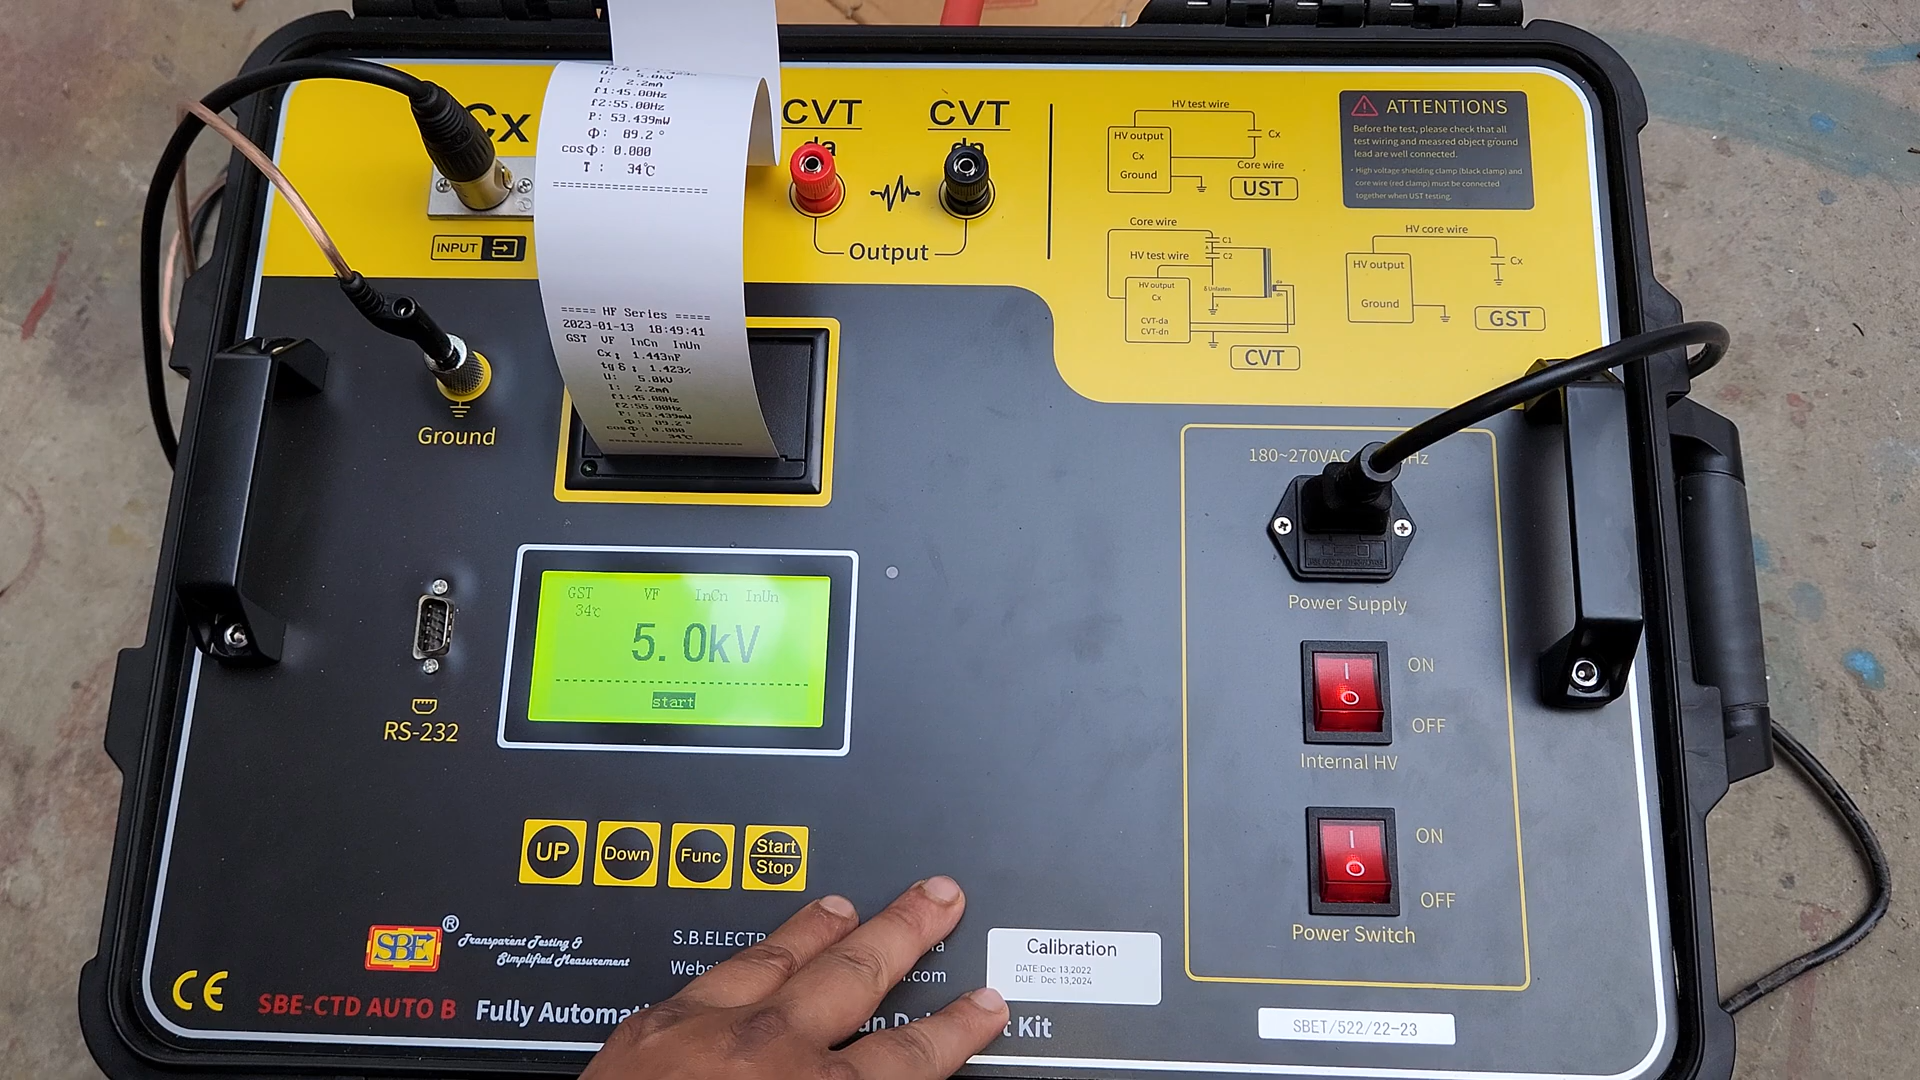 U: 5.0kV
I: 2.2mA
f1:45.00Hz
f2:55.00Hz
P: 53.439mW
Φ: 89.2°
cosΦ: 0.000
T : 34℃
=====================
===== HF Series =====
2023-01-13 18:49:41
GST VF InCn InUn
Cx: 1.443nF
tgδ: 1.423%
U: 5.0kV
I: 2.2mA
f1:45.00Hz
f2:55.00Hz
P: 53.439mW
Φ: 89.2°
cosΦ: 0.000
T : 34℃
Cx
INPUT
CVT
da
CVT
dn
Output
HV test wire
HV output
Cx
Ground
Cx
Core wire
UST
ATTENTIONS
Before the test, please check that all
test wiring and measred object ground
lead are well connected.
· High voltage shielding clamp (black clamp) and
core wire (red clamp) must be connected
together when UST testing.
Core wire
C1
C2
HV test wire
HV output
Cx
CVT-da
CVT-dn
Unfasten
da
dn
CVT
HV core wire
HV output
Ground
Cx
GST
Ground
180~270VAC
Hz
Power Supply
ON
OFF
Internal HV
ON
OFF
Power Switch
RS-232
GST VF InCn InUn
34℃
5.0kV
start
UP
Down
Func
Start
Stop
SBE ®
Transparent Testing &
Simplified Measurement
S.B.ELECTR
.com
Calibration
DATE:Dec 13,2022
DUE: Dec 13,2024
CE
SBE-CTD AUTO B Fully Automat
Kit
SBET/522/22-23